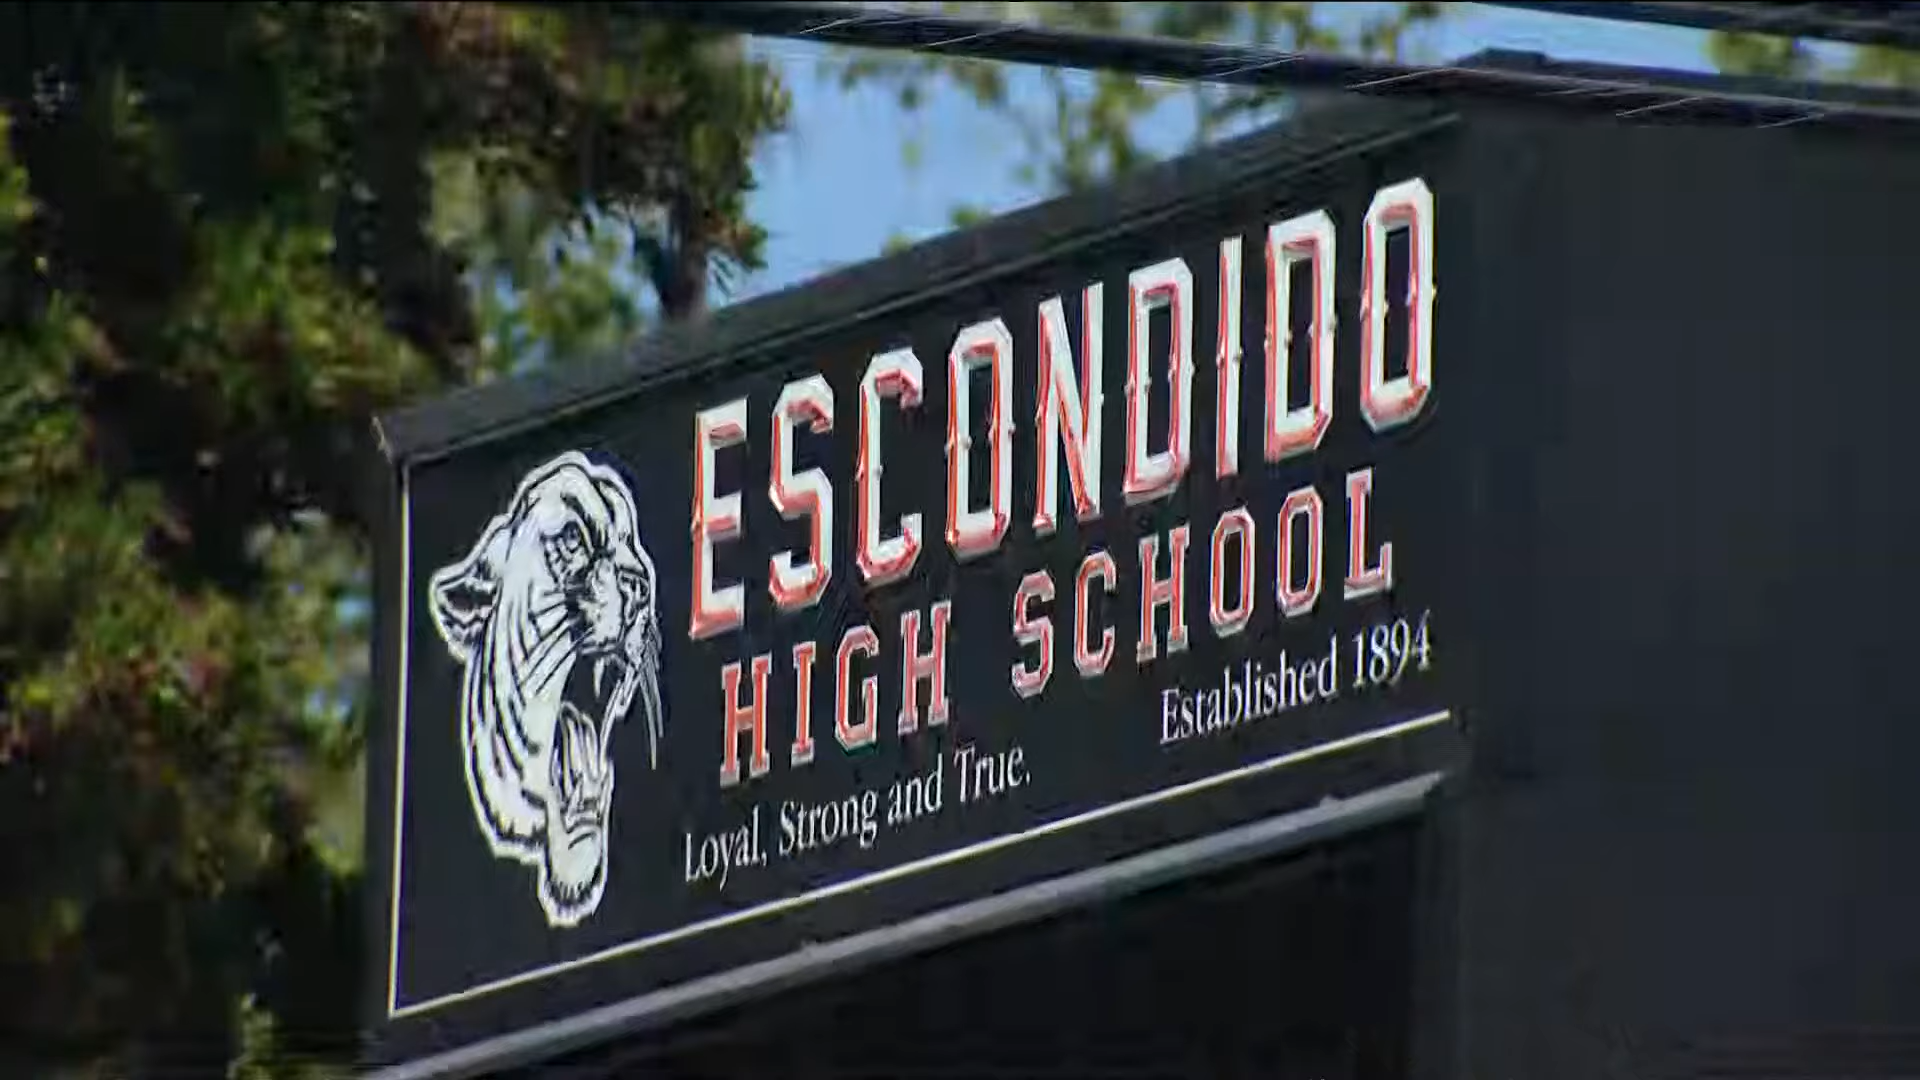 ESCONDIDO
HIGH SCHOOL
Established 1894
Loyal, Strong and True.